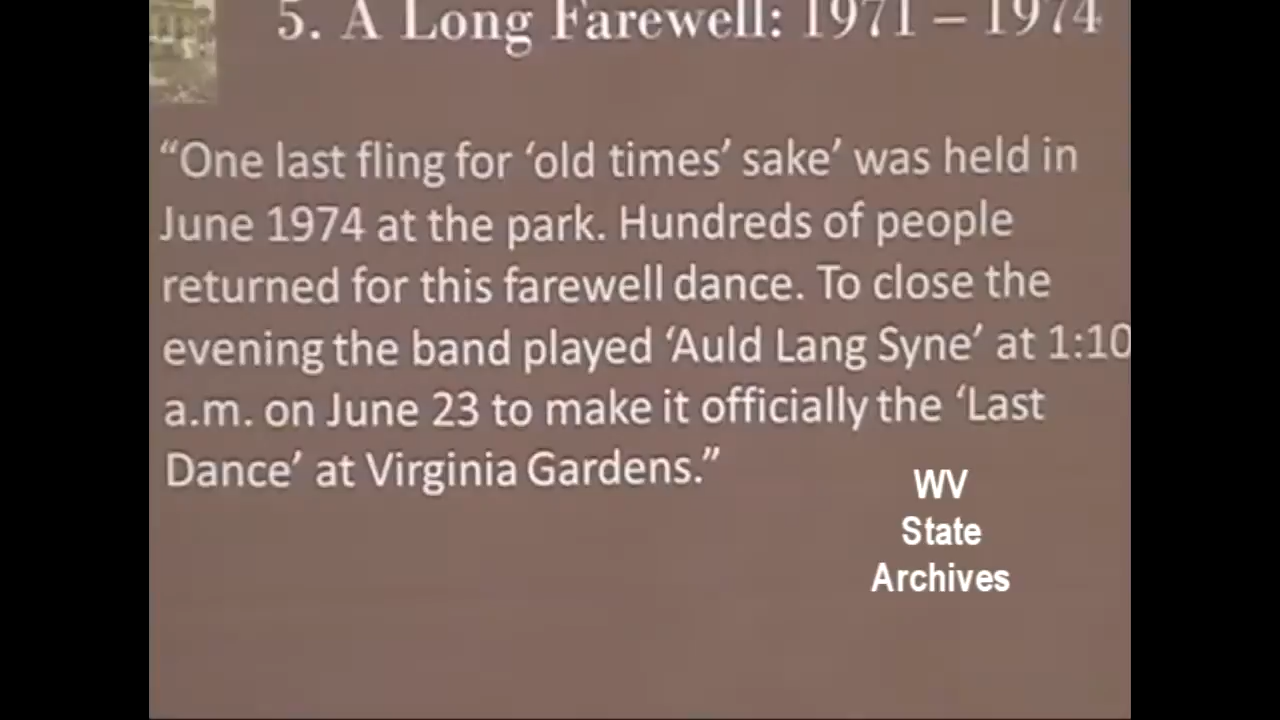 5. A Long Farewell: 1971 – 1974
“One last fling for ‘old times’ sake’ was held in
June 1974 at the park. Hundreds of people
returned for this farewell dance. To close the
evening the band played ‘Auld Lang Syne’ at 1:10
a.m. on June 23 to make it officially the ‘Last
Dance’ at Virginia Gardens.”
WV
State
Archives